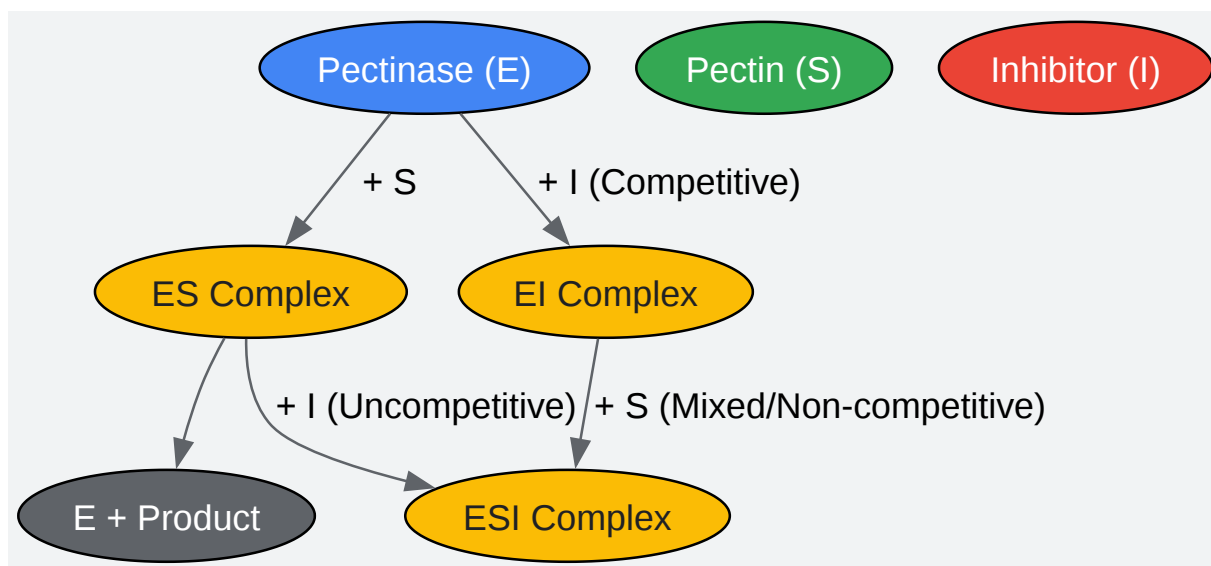 Pectinase (E)
Pectin (S)
Inhibitor (I)
+ S
+ I (Competitive)
ES Complex
EI Complex
+ I (Uncompetitive)
+ S (Mixed/Non-competitive)
E + Product
ESI Complex